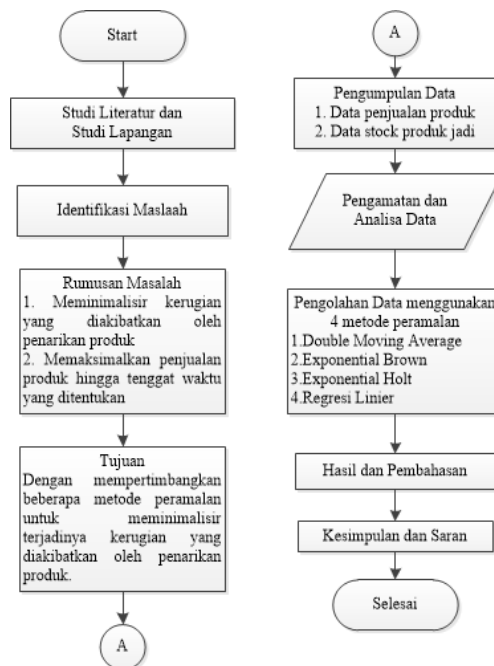 Start
Studi Literatur dan
Studi Lapangan
Identifikasi Maslaah
Rumusan Masalah
1. Meminimalisir kerugian
yang diakibatkan oleh
penarikan produk
2. Memaksimalkan penjualan
produk hingga tenggat waktu
yang ditentukan
Tujuan
Dengan mempertimbangkan
beberapa metode peramalan
untuk meminimalisir
terjadinya kerugian yang
diakibatkan oleh penarikan
produk.
A
A
Pengumpulan Data
1. Data penjualan produk
2. Data stock produk jadi
Pengamatan dan
Analisa Data
Pengolahan Data menggunakan
4 metode peramalan
1.Double Moving Average
2.Exponential Brown
3.Exponential Holt
4.Regresi Linier
Hasil dan Pembahasan
Kesimpulan dan Saran
Selesai